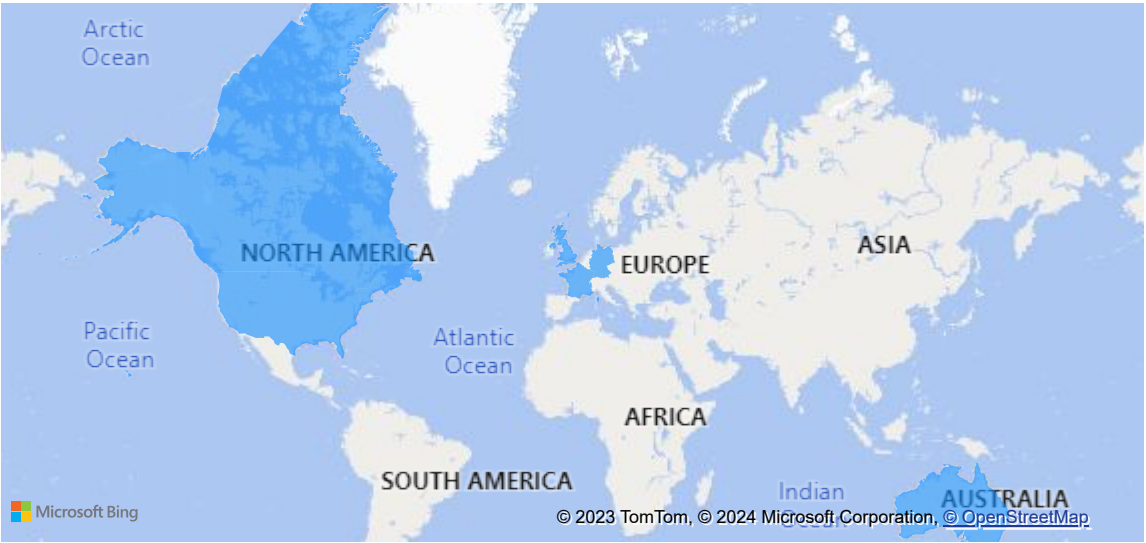 Arctic
Ocean
NORTH AMERICA
EUROPE
ASIA
Pacific
Ocean
Atlantic
Ocean
AFRICA
SOUTH AMERICA
Indian
Ocean
AUSTRALIA
Microsoft Bing
© 2023 TomTom, © 2024 Microsoft Corporation, © OpenStreetMap